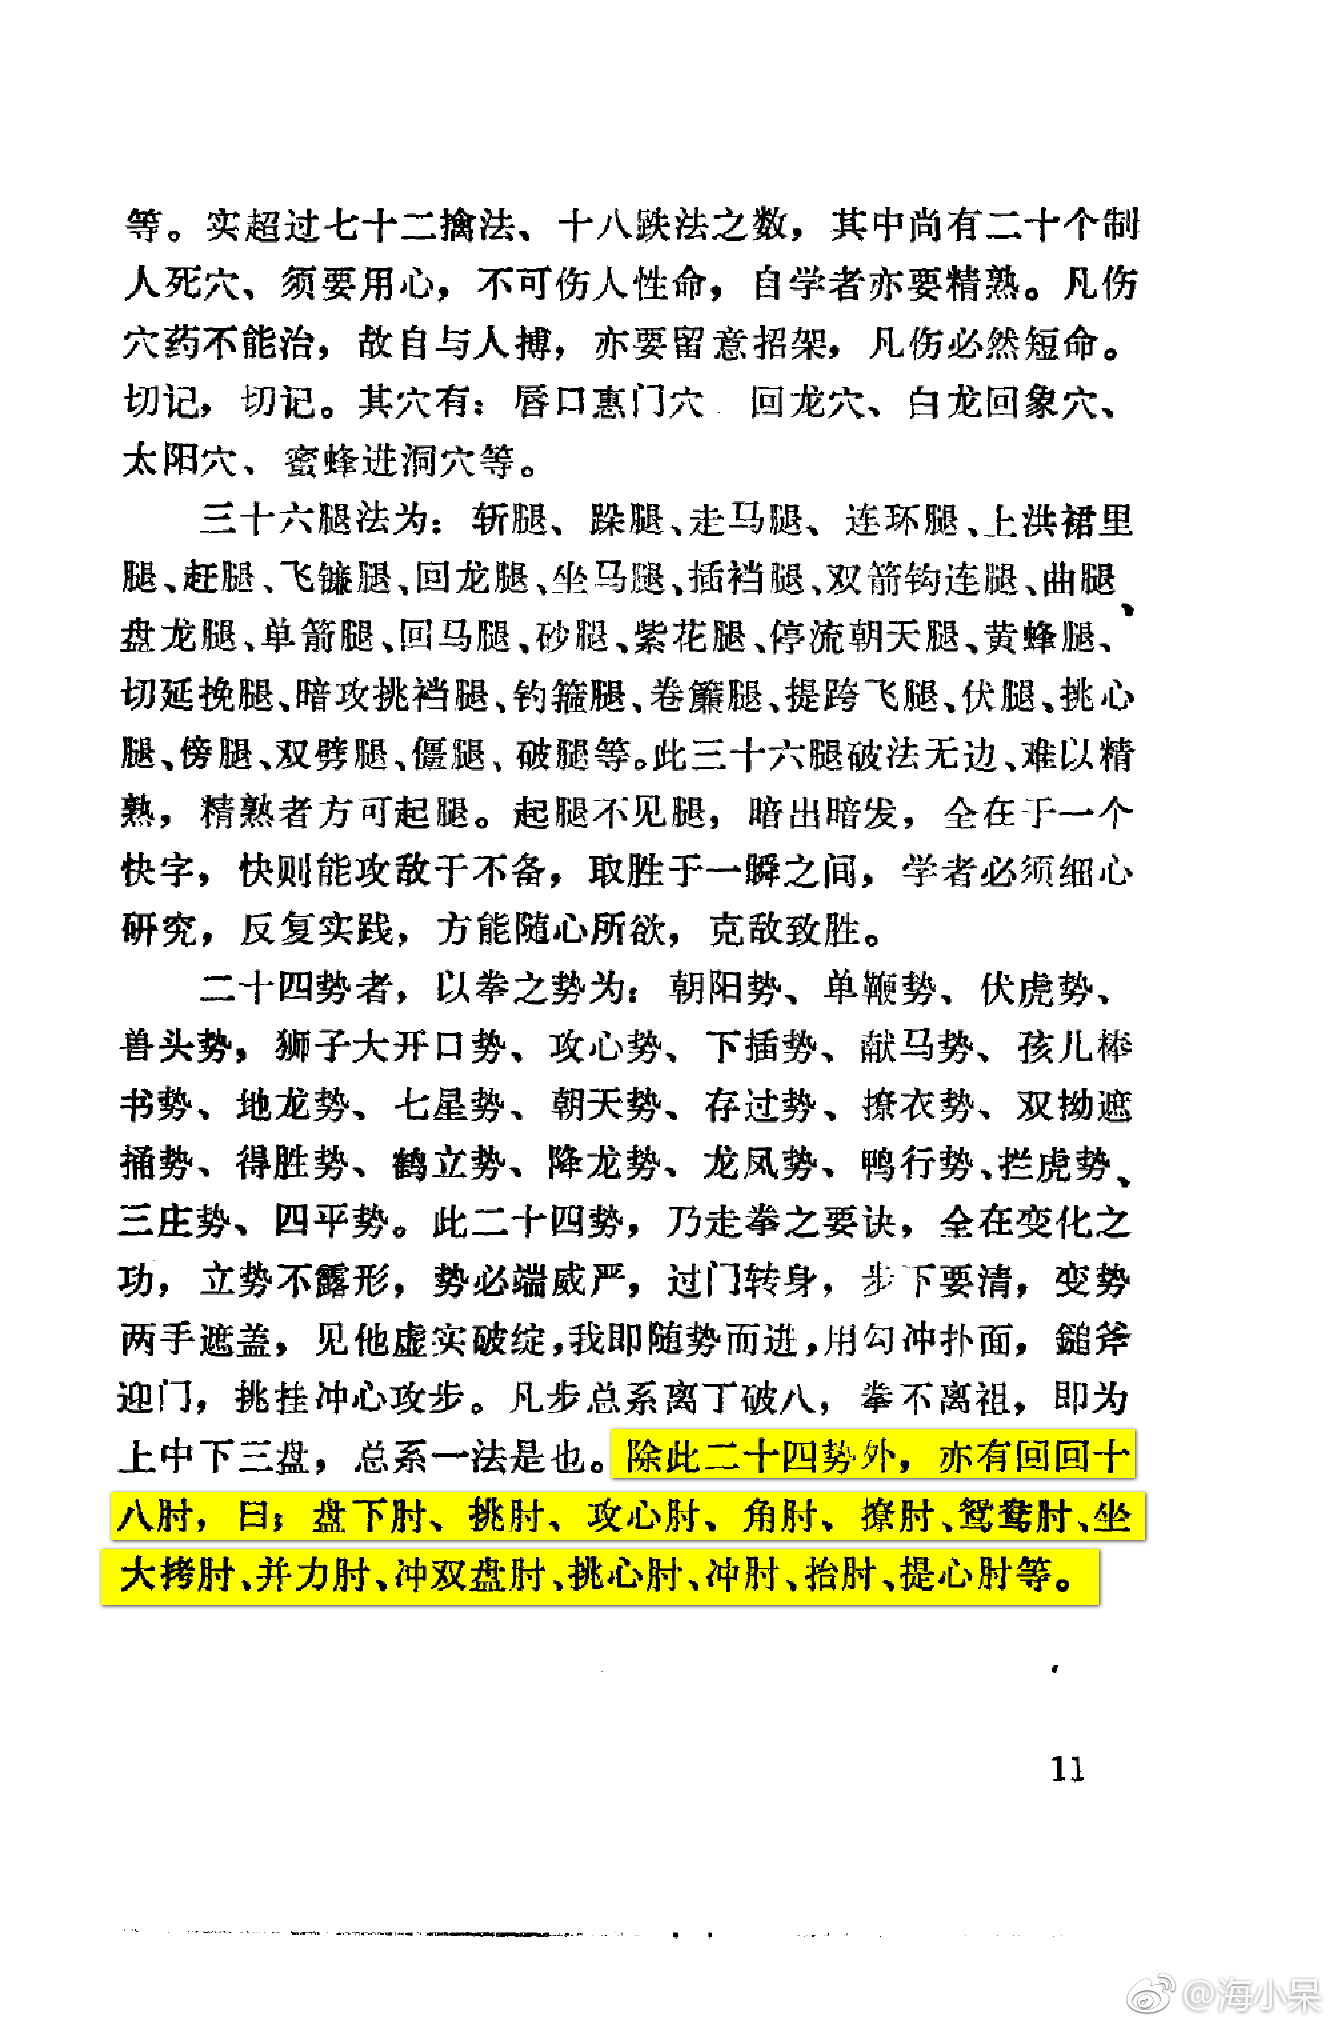 等。实超过七十二擒法、十八跌法之数，其中尚有二十个制
人死穴、须要用心，不可伤人性命，自学者亦要精熟。凡伤
穴药不能治，故自与人搏，亦要留意招架，凡伤必然短命。
切记，切记。其穴有：唇口惠门穴 回龙穴、白龙回象穴、
太阳穴、蜜蜂进洞穴等。
三十六腿法为：斩腿、跺腿、走马腿、连环腿、上洪裙里
腿、赶腿、飞镰腿、回龙腿、坐马腿、插裆腿、双箭钩连腿、曲腿、
盘龙腿、单箭腿、回马腿、砂腿、紫花腿、停流朝天腿、黄蜂腿、
切延挽腿、暗攻挑裆腿、钓箍腿、卷簾腿、提跨飞腿、伏腿、挑心
腿、傍腿、双劈腿、僵腿、破腿等。此三十六腿破法无边、难以精
熟，精熟者方可起腿。起腿不见腿，暗出暗发，全在于一个
快字，快则能攻敌于不备，取胜于一瞬之间，学者必须细心
研究，反复实践，方能随心所欲，克敌致胜。
二十四势者，以拳之势为：朝阳势、单鞭势、伏虎势、
兽头势，狮子大开口势、攻心势、下插势、献马势、孩儿棒
书势、地龙势、七星势、朝天势、存过势、撩衣势、双拗遮
捅势、得胜势、鹤立势、降龙势、龙凤势、鸭行势、拦虎势、
三庄势、四平势。此二十四势，乃走拳之要诀，全在变化之
功，立势不露形，势必端威严，过门转身，步下要清，变势
两手遮盖，见他虚实破绽，我即随势而进，用勾冲扑面，鎚斧
迎门，挑挂冲心攻步。凡步总系离丁破八，拳不离祖，即为
上中下三盘，总系一法是也。除此二十四势外，亦有回回十
八肘，曰：盘下肘、挑肘、攻心肘、角肘、撩肘、鸳鸯肘、坐
大拷肘、并力肘、冲双盘肘、挑心肘、冲肘、抬肘、提心肘等。
11
@海小呆